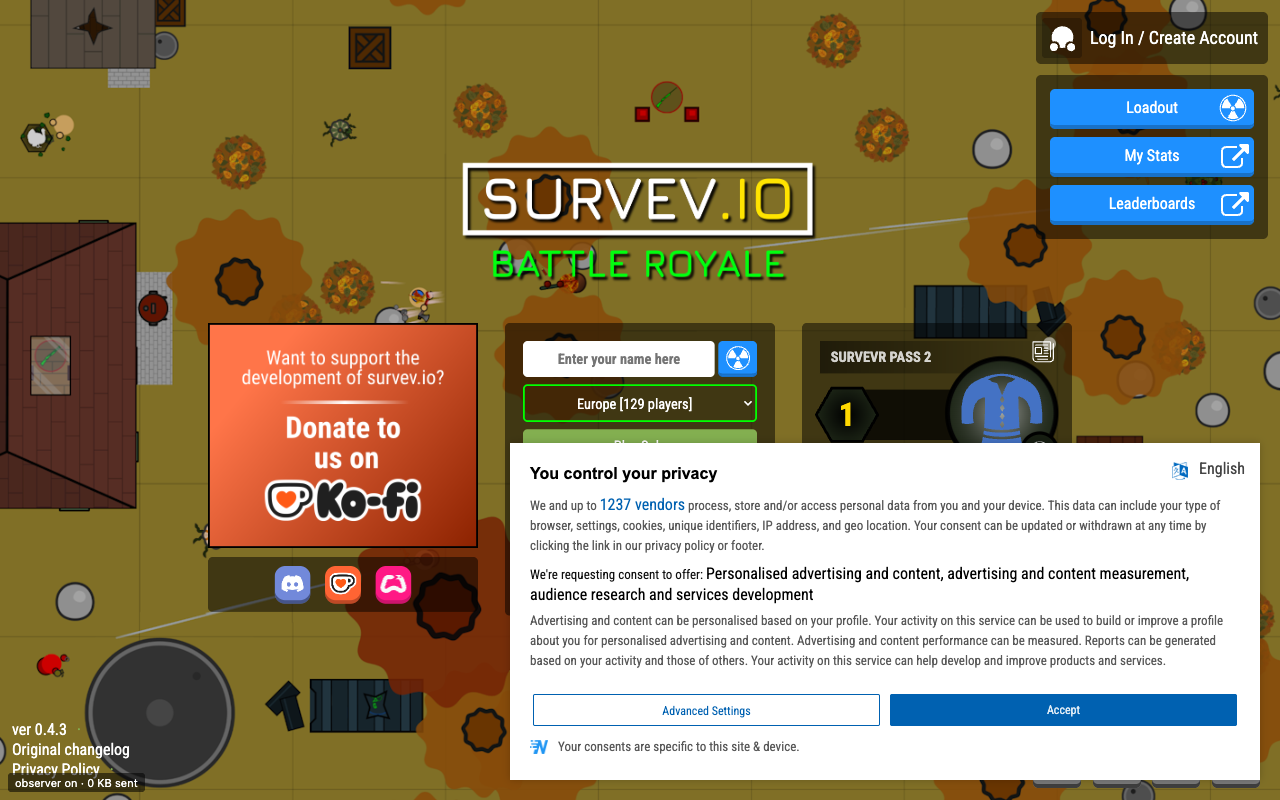 Log In / Create Account
Loadout
My Stats
Leaderboards
SURVEV.IO
BATTLE ROYALE
Want to support the
development of survev.io?
Donate to
us on
Ko-fi
Enter your name here
Europe [129 players]
SURVEVR PASS 2
1
You control your privacy
English
We and up to 1237 vendors process, store and/or access personal data from you and your device. This data can include your type of
browser, settings, cookies, unique identifiers, IP address, and geo location. Your consent can be updated or withdrawn at any time by
clicking the link in our privacy policy or footer.
We're requesting consent to offer: Personalised advertising and content, advertising and content measurement,
audience research and services development
Advertising and content can be personalised based on your profile. Your activity on this service can be used to build or improve a profile
about you for personalised advertising and content. Advertising and content performance can be measured. Reports can be generated
based on your activity and those of others. Your activity on this service can help develop and improve products and services.
Advanced Settings
Accept
Your consents are specific to this site & device.
ver 0.4.3
Original changelog
Privacy Policy
observer on · 0 KB sent